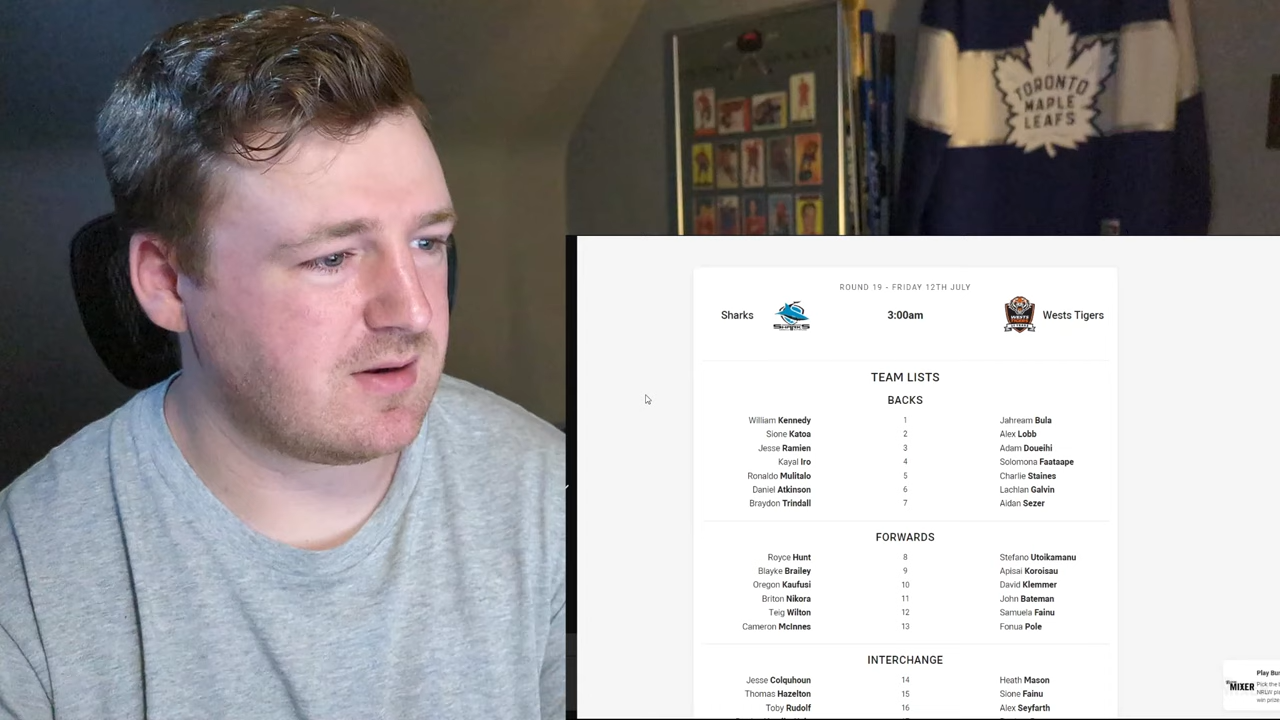 TORONTO
MAPLE
LEAFS
ROUND 19 - FRIDAY 12TH JULY
Sharks 3:00am Wests Tigers
TEAM LISTS
BACKS
William Kennedy 1 Jahream Bula
Sione Katoa 2 Alex Lobb
Jesse Ramien 3 Adam Doueihi
Kayal Iro 4 Solomona Faataape
Ronaldo Mulitalo 5 Charlie Staines
Daniel Atkinson 6 Lachlan Galvin
Braydon Trindall 7 Aidan Sezer
FORWARDS
Royce Hunt 8 Stefano Utoikamanu
Blayke Brailey 9 Apisai Koroisau
Oregon Kaufusi 10 David Klemmer
Briton Nikora 11 John Bateman
Teig Wilton 12 Samuela Fainu
Cameron McInnes 13 Fonua Pole
INTERCHANGE
Jesse Colquhoun 14 Heath Mason
Thomas Hazelton 15 Sione Fainu
Toby Rudolf 16 Alex Seyfarth
MIXER
Play
Pick the
NRLW
win